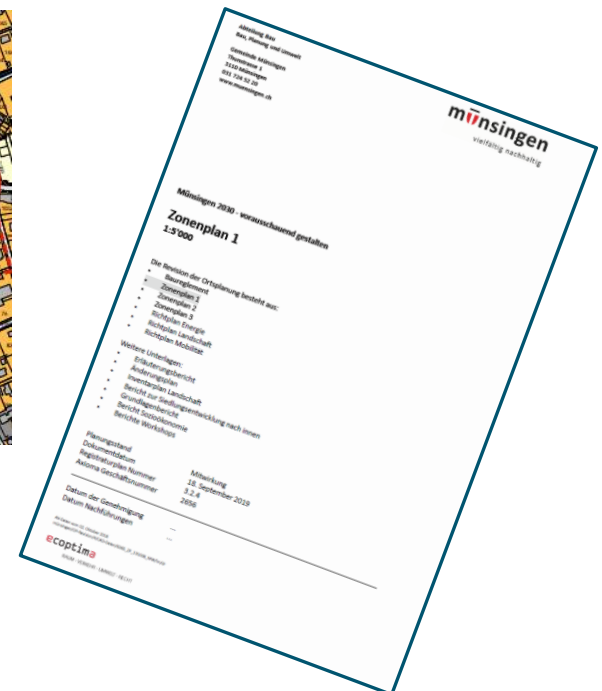 Abteilung Bau
Bau, Planung und Umwelt
Gemeinde Münsingen
Thunstrasse 1
3110 Münsingen
031 724 52 20
www.muensingen.ch
münsingen
vielfältig nachhaltig
Münsingen 2030 - vorausschauend gestalten
Zonenplan 1
1:5'000
Die Revision der Ortsplanung besteht aus:
• Baureglement
• Zonenplan 1
• Zonenplan 2
• Zonenplan 3
• Richtplan Energie
• Richtplan Landschaft
• Richtplan Mobilität
Weitere Unterlagen:
• Erläuterungsbericht
• Änderungsplan
• Inventarplan Landschaft
• Bericht zur Siedlungsentwicklung nach innen
• Grundlagenbericht
• Bericht Sozioökonomie
• Berichte Workshops
Planungsstand Mitwirkung
Dokumentdatum 18. September 2019
Registraturplan Nummer 3.2.4
Axioma Geschäftsnummer 2656
Datum der Genehmigung ...
Datum Nachführungen ...
ecoptima